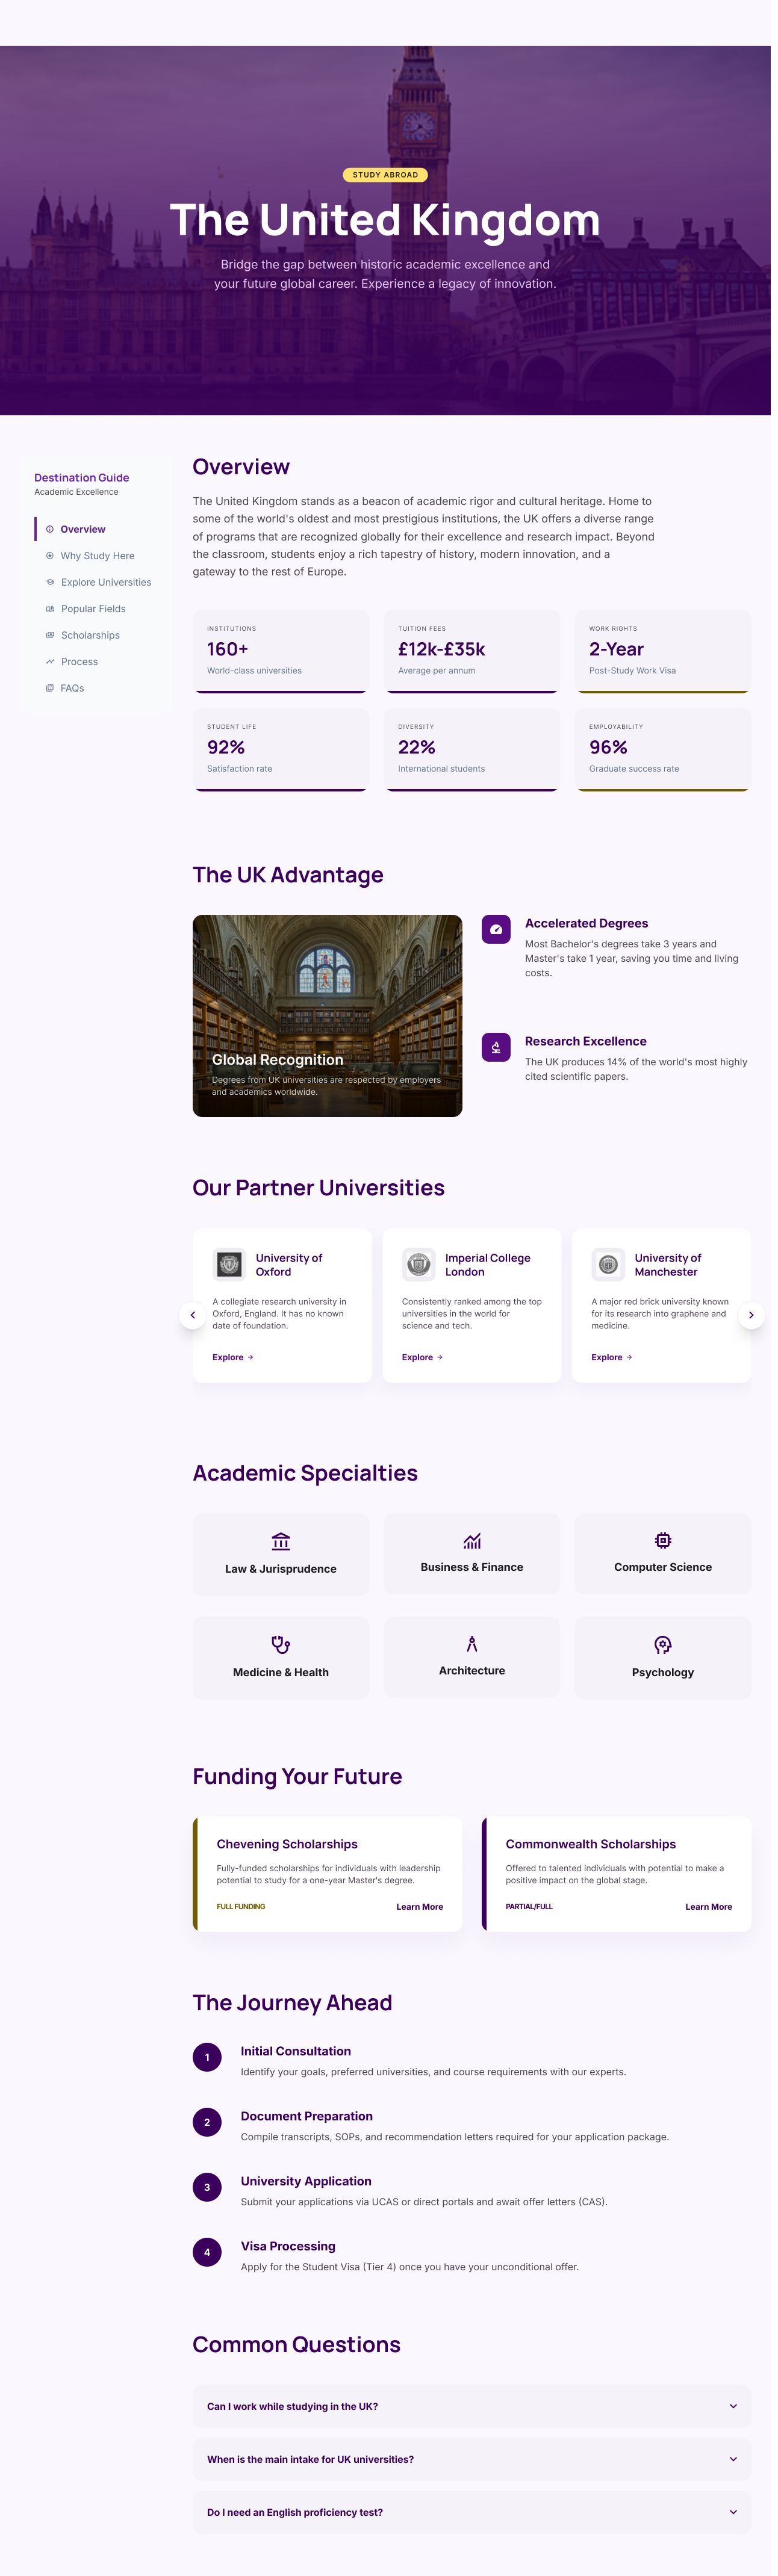 STUDY ABROAD
The United Kingdom
Bridge the gap between historic academic excellence and
your future global career. Experience a legacy of innovation.
Destination Guide
Academic Excellence
Overview
Why Study Here
Explore Universities
Popular Fields
Scholarships
Process
FAQs
Overview
The United Kingdom stands as a beacon of academic rigor and cultural heritage. Home to
some of the world's oldest and most prestigious institutions, the UK offers a diverse range
of programs that are recognized globally for their excellence and research impact. Beyond
the classroom, students enjoy a rich tapestry of history, modern innovation, and a
gateway to the rest of Europe.
INSTITUTIONS
160+
World-class universities
TUITION FEES
£12k-£35k
Average per annum
WORK RIGHTS
2-Year
Post-Study Work Visa
STUDENT LIFE
92%
Satisfaction rate
DIVERSITY
22%
International students
EMPLOYABILITY
96%
Graduate success rate
The UK Advantage
Global Recognition
Degrees from UK universities are respected by employers
and academics worldwide.
Accelerated Degrees
Most Bachelor's degrees take 3 years and
Master's take 1 year, saving you time and living
costs.
Research Excellence
The UK produces 14% of the world's most highly
cited scientific papers.
Our Partner Universities
University of
Oxford
A collegiate research university in
Oxford, England. It has no known
date of foundation.
Explore
Imperial College
London
Consistently ranked among the top
universities in the world for
science and tech.
Explore
University of
Manchester
A major red brick university known
for its research into graphene and
medicine.
Explore
Academic Specialties
Law & Jurisprudence
Business & Finance
Computer Science
Medicine & Health
Architecture
Psychology
Funding Your Future
Chevening Scholarships
Fully-funded scholarships for individuals with leadership
potential to study for a one-year Master's degree.
FULL FUNDING
Learn More
Commonwealth Scholarships
Offered to talented individuals with potential to make a
positive impact on the global stage.
PARTIAL/FULL
Learn More
The Journey Ahead
1
Initial Consultation
Identify your goals, preferred universities, and course requirements with our experts.
2
Document Preparation
Compile transcripts, SOPs, and recommendation letters required for your application package.
3
University Application
Submit your applications via UCAS or direct portals and await offer letters (CAS).
4
Visa Processing
Apply for the Student Visa (Tier 4) once you have your unconditional offer.
Common Questions
Can I work while studying in the UK?
When is the main intake for UK universities?
Do I need an English proficiency test?